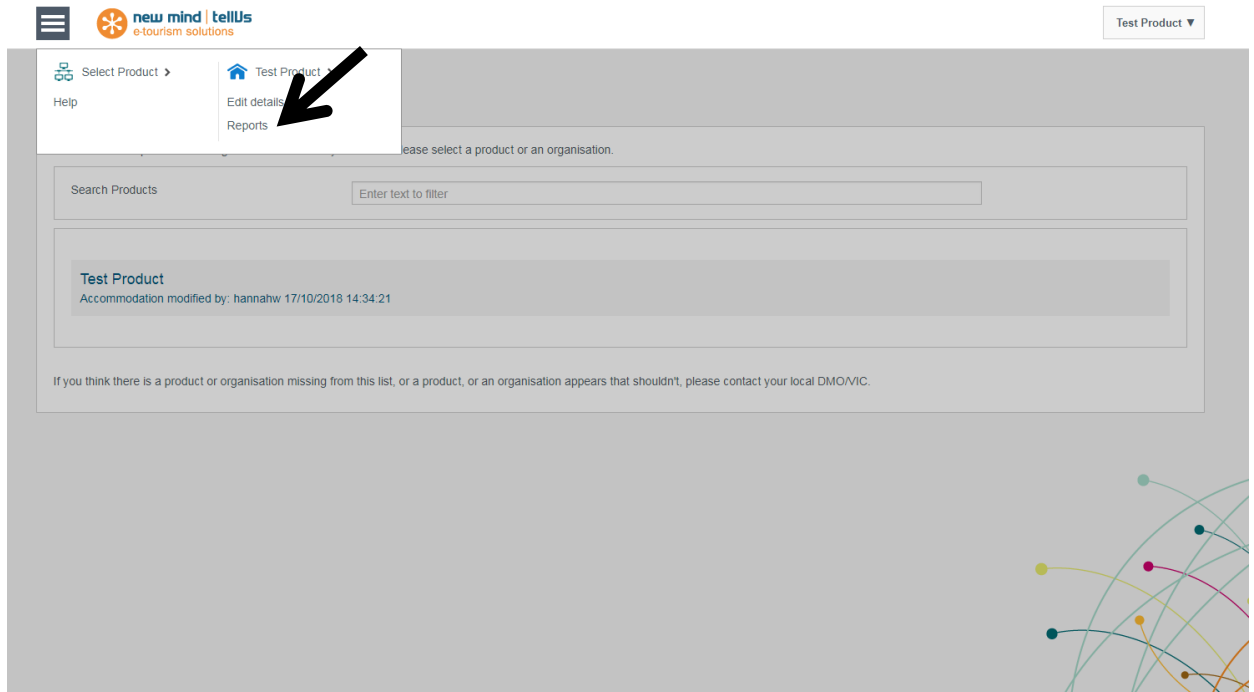 new mind | tellUs
e-tourism solutions
Test Product ▼
Select Product >
Test Product
Help
Edit details
Reports
ease select a product or an organisation.
Search Products
Enter text to filter
Test Product
Accommodation modified by: hannahw 17/10/2018 14:34:21
If you think there is a product or organisation missing from this list, or a product, or an organisation appears that shouldn't, please contact your local DMO/VIC.